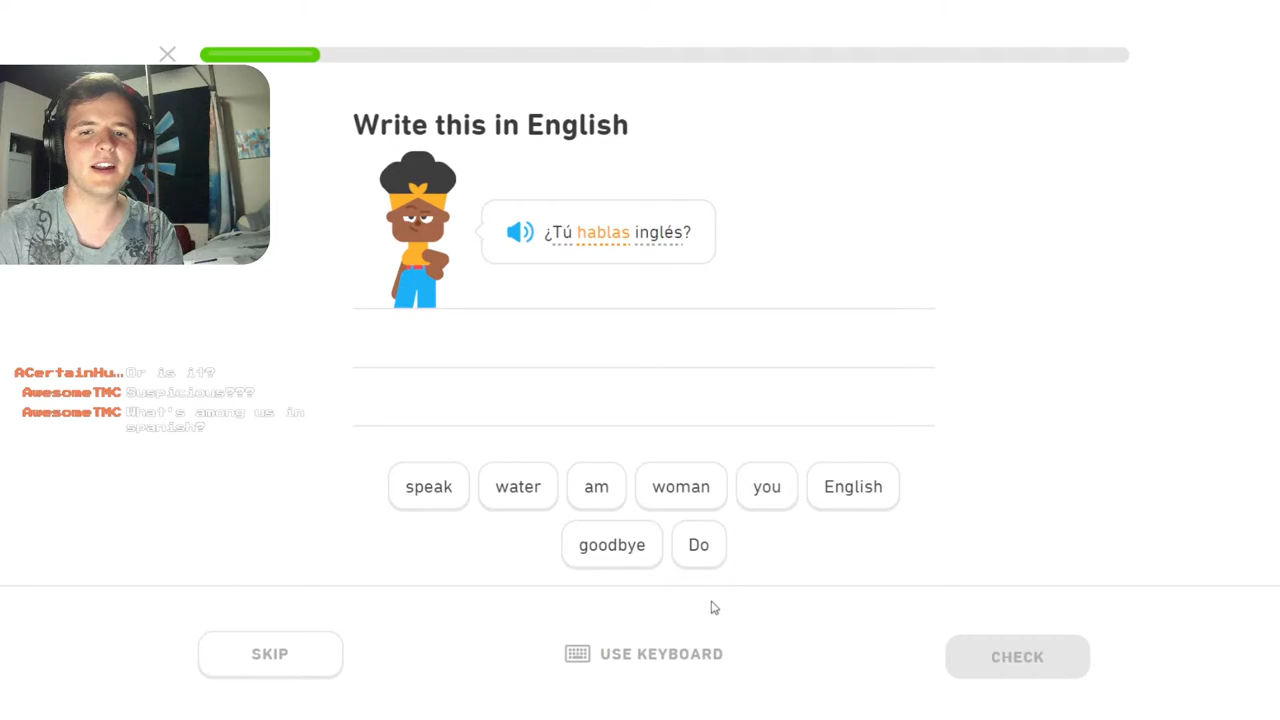 Write this in English
¿Tú hablas inglés?
ACertainHu... Or is it?
AwesomeTMC Suspicious???
AwesomeTMC What's among us in
spanish?
speak water am woman you English
goodbye Do
SKIP USE KEYBOARD CHECK